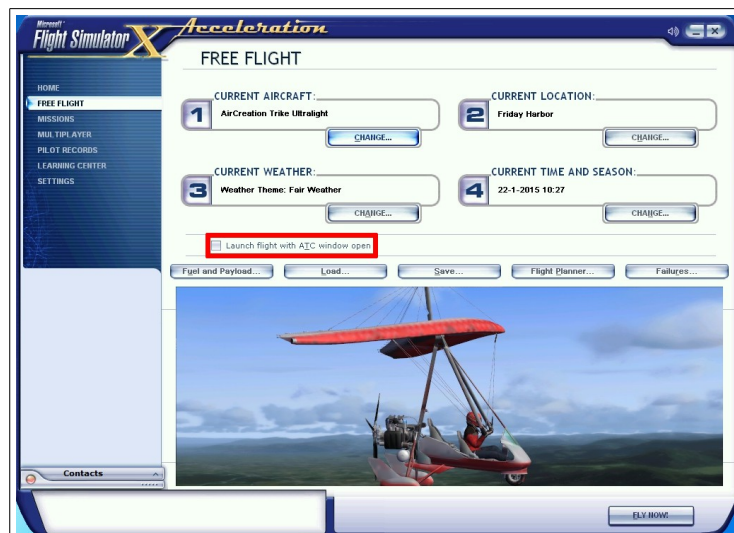 Microsoft
Flight Simulator X
Acceleration
FREE FLIGHT
HOME
FREE FLIGHT
MISSIONS
MULTIPLAYER
PILOT RECORDS
LEARNING CENTER
SETTINGS
1
CURRENT AIRCRAFT:
AirCreation Trike Ultralight
CHANGE...
2
CURRENT LOCATION:
Friday Harbor
CHANGE...
3
CURRENT WEATHER:
Weather Theme: Fair Weather
CHANGE...
4
CURRENT TIME AND SEASON:
22-1-2015 10:27
CHANGE...
Launch flight with ATC window open
Fuel and Payload...
Load...
Save...
Flight Planner...
Failures...
Contacts
FLY NOW!